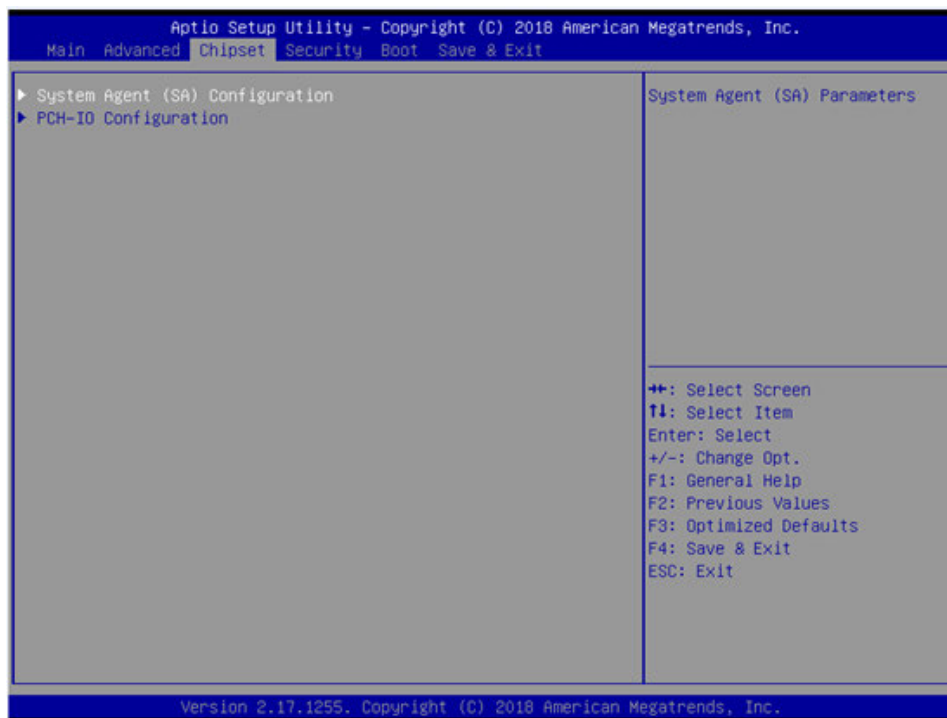 Aptio Setup Utility – Copyright (C) 2018 American Megatrends, Inc.
Main Advanced Chipset Security Boot Save & Exit
▶ System Agent (SA) Configuration
▶ PCH-IO Configuration
System Agent (SA) Parameters
→←: Select Screen
↑↓: Select Item
Enter: Select
+/-: Change Opt.
F1: General Help
F2: Previous Values
F3: Optimized Defaults
F4: Save & Exit
ESC: Exit
Version 2.17.1255. Copyright (C) 2018 American Megatrends, Inc.